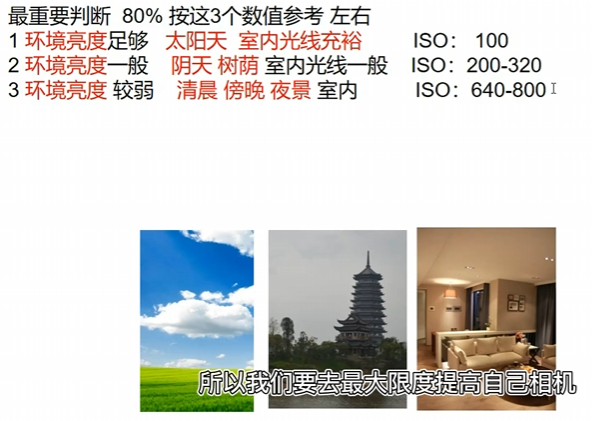 最重要判断  80% 按这3个数值参考 左右
1 环境亮度足够   太阳天  室内光线充裕   ISO： 100
2 环境亮度一般   阴天 树荫 室内光线一般   ISO：200-320
3 环境亮度 较弱   清晨 傍晚 夜景 室内   ISO：640-800
所以我们要去最大限度提高自己相机